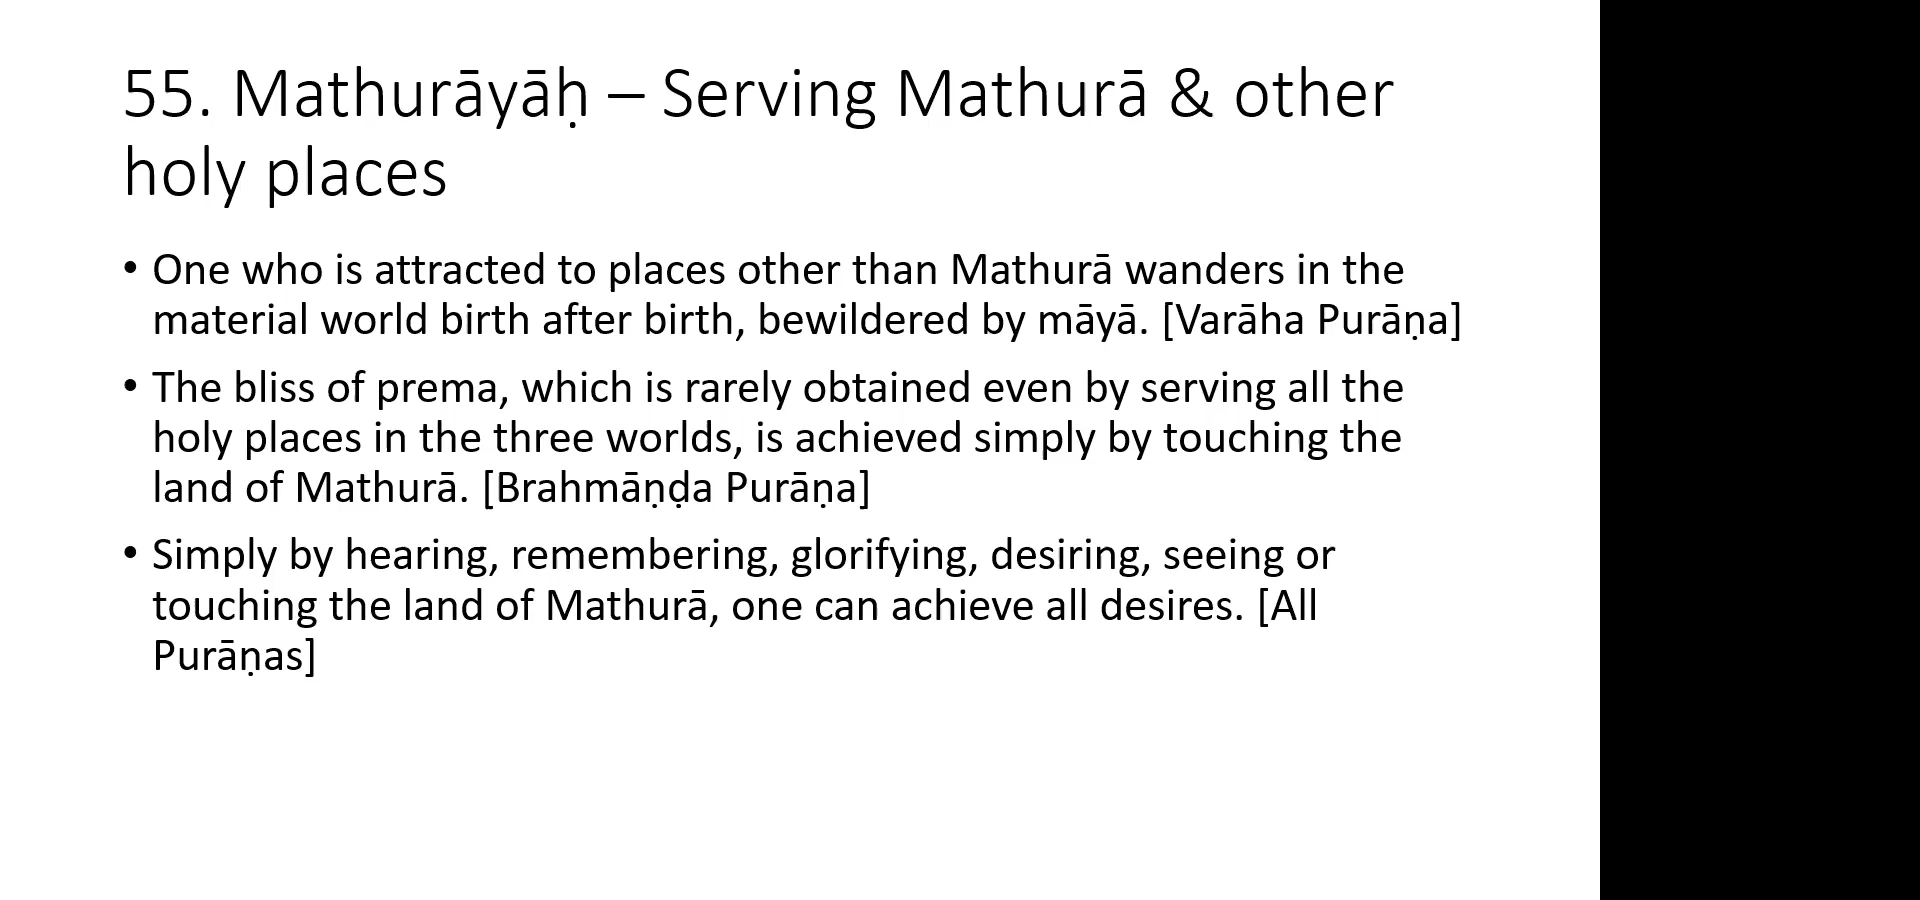 55. Mathurāyāḥ – Serving Mathurā & other
holy places
• One who is attracted to places other than Mathurā wanders in the
material world birth after birth, bewildered by māyā. [Varāha Purāṇa]
• The bliss of prema, which is rarely obtained even by serving all the
holy places in the three worlds, is achieved simply by touching the
land of Mathurā. [Brahmāṇḍa Purāṇa]
• Simply by hearing, remembering, glorifying, desiring, seeing or
touching the land of Mathurā, one can achieve all desires. [All
Purāṇas]